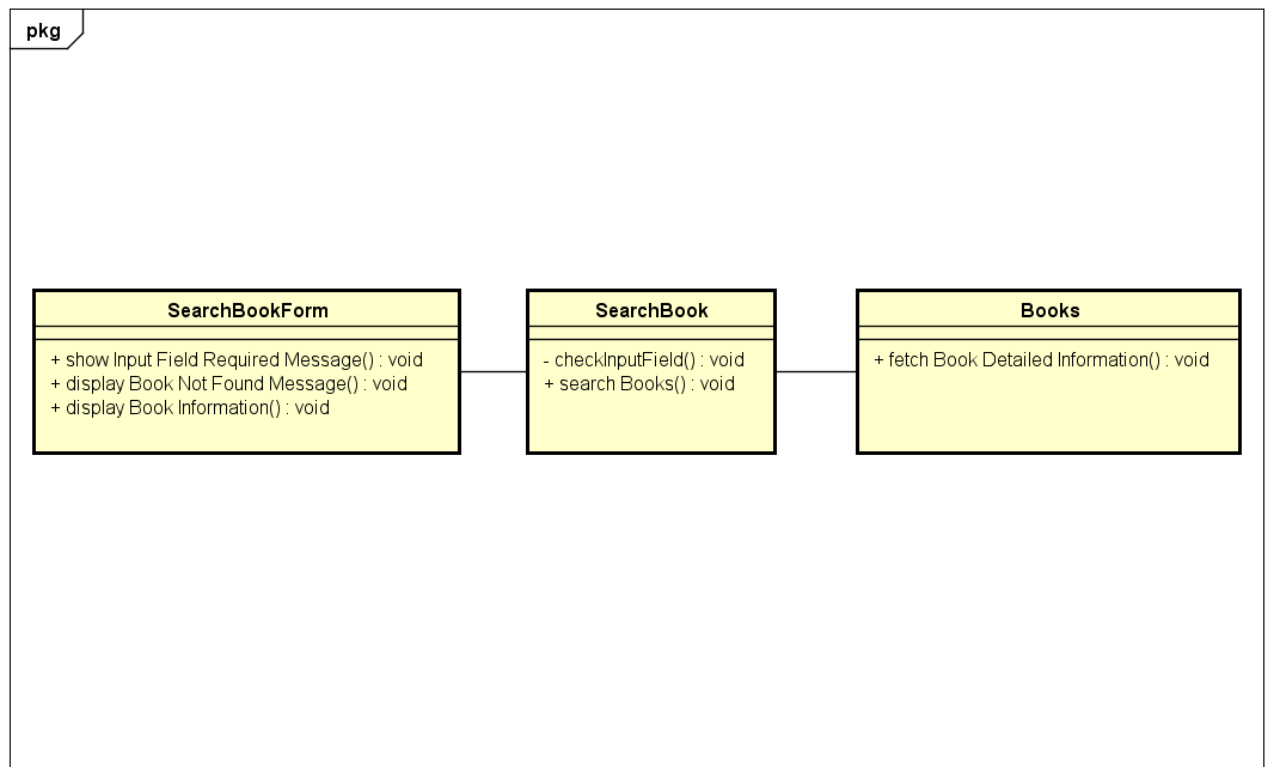 pkg
SearchBookForm
+ show Input Field Required Message() : void
+ display Book Not Found Message() : void
+ display Book Information() : void
SearchBook
- checkInputField() : void
+ search Books() : void
Books
+ fetch Book Detailed Information() : void